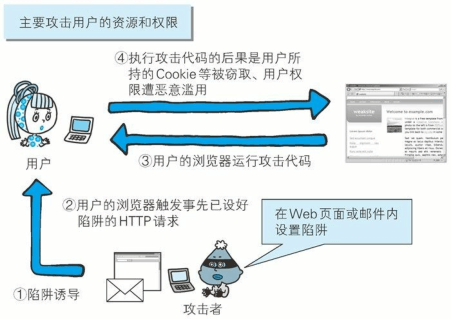 主要攻击用户的资源和权限
④执行攻击代码的后果是用户所
持的Cookie等被窃取、用户权
限遭恶意滥用
③用户的浏览器运行攻击代码
用户
②用户的浏览器触发事先已设好
陷阱的HTTP请求
在Web页面或邮件内
设置陷阱
①陷阱诱导
攻击者